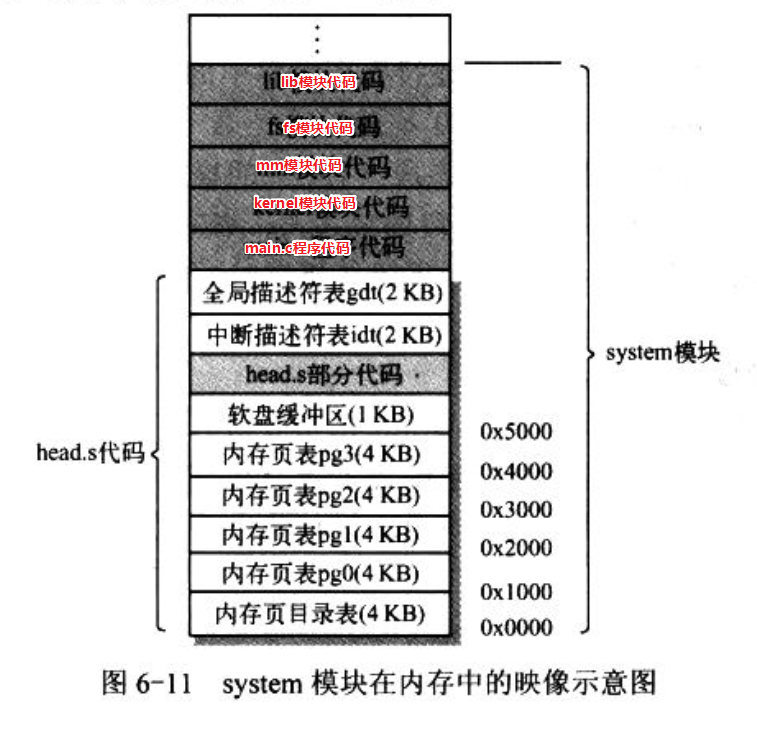 ⋮
lib模块代码
fs模块代码
mm模块代码
kernel模块代码
main.c程序代码
全局描述符表gdt(2 KB)
中断描述符表idt(2 KB)
head.s部分代码
软盘缓冲区(1 KB)
内存页表pg3(4 KB)
内存页表pg2(4 KB)
内存页表pg1(4 KB)
内存页表pg0(4 KB)
内存页目录表(4 KB)
head.s代码
0x5000
0x4000
0x3000
0x2000
0x1000
0x0000
system模块
图 6-11 system 模块在内存中的映像示意图